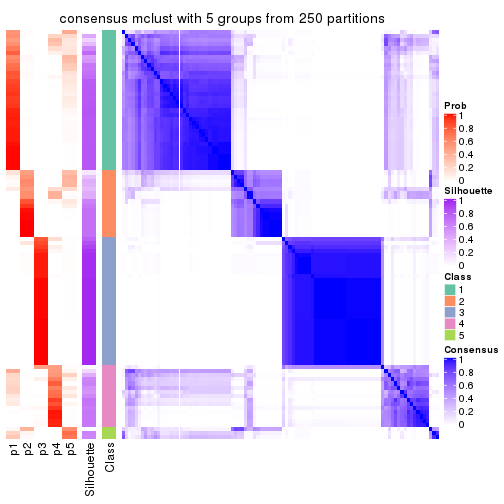 consensus mclust with 5 groups from 250 partitions
Prob
1
0.8
0.6
0.4
0.2
0
Silhouette
1
0.8
0.6
0.4
0.2
0
Class
1
2
3
4
5
Consensus
1
0.8
0.6
0.4
0.2
0
p1
p2
p3
p4
p5
Silhouette
Class